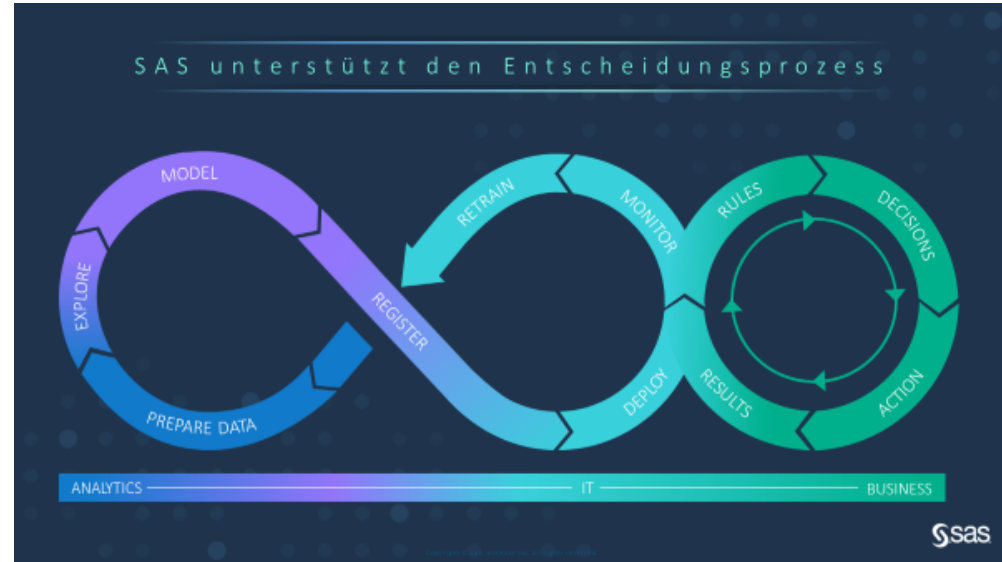 SAS unterstützt den Entscheidungsprozess
MODEL
EXPLORE
PREPARE DATA
REGISTER
RETRAIN
MONITOR
DEPLOY
RULES
DECISIONS
ACTION
RESULTS
ANALYTICS
IT
BUSINESS
sas